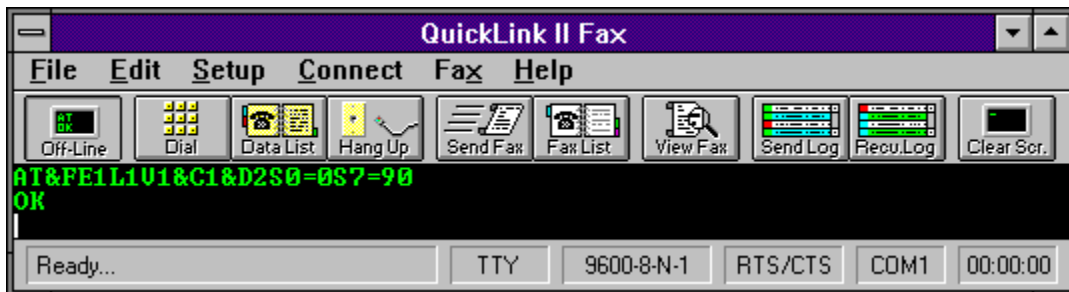 QuickLink II Fax
File Edit Setup Connect Fax Help
AT
OK
Off-Line Dial Data List Hang Up Send Fax Fax List View Fax Send Log Recv.Log Clear Scr.
AT&FE1L1V1&C1&D2S0=0S7=90
OK
Ready... TTY 9600-8-N-1 RTS/CTS COM1 00:00:00